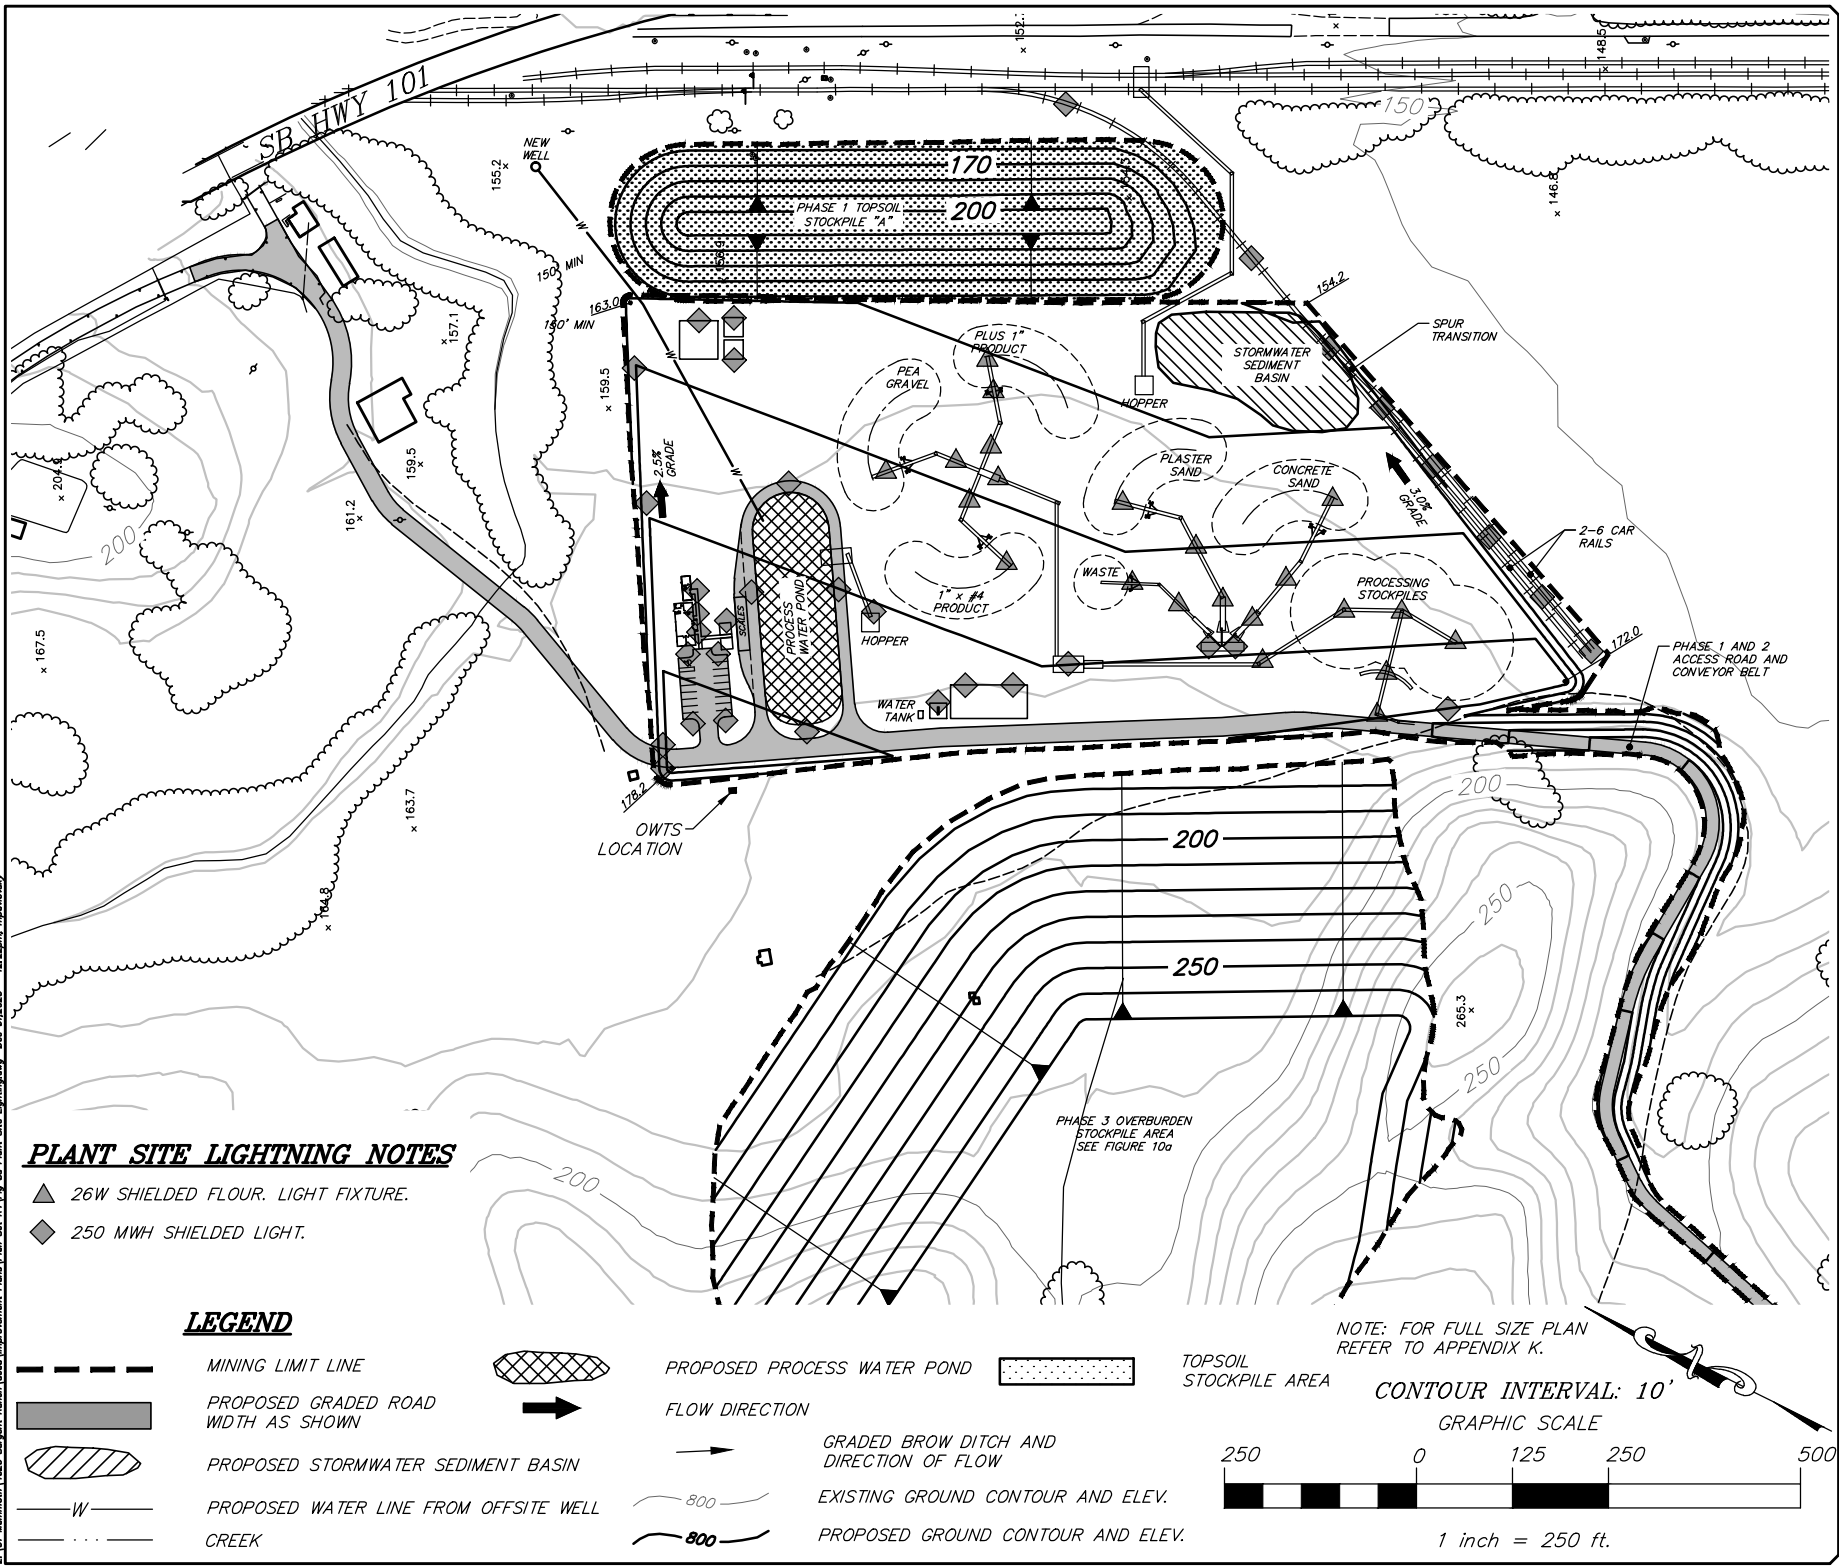 SB HWY 101
152.
148.5
150
NEW
WELL
155.2
W
170
200
PHASE 1 TOPSOIL
STOCKPILE "A"
156.9
146.8
150' MIN
163.0
150' MIN
154.2
SPUR
TRANSITION
157.1
159.5
W
PLUS 1"
PRODUCT
PEA
GRAVEL
STORMWATER
SEDIMENT
BASIN
HOPPER
204.9
159.5
161.2
2.5%
GRADE
W
PLASTER
SAND
CONCRETE
SAND
3.0%
GRADE
200
2-6 CAR
RAILS
WASTE
PROCESSING
STOCKPILES
1" x #4
PRODUCT
PROCESS
WATER POND
SCALES
HOPPER
167.5
172.0
PHASE 1 AND 2
ACCESS ROAD AND
CONVEYOR BELT
WATER
TANK
178.2
163.7
OWTS
LOCATION
200
200
164.8
250
250
265.3
250
PHASE 3 OVERBURDEN
STOCKPILE AREA
SEE FIGURE 10a
200
PLANT SITE LIGHTNING NOTES
26W SHIELDED FLOUR. LIGHT FIXTURE.
250 MWH SHIELDED LIGHT.
LEGEND
MINING LIMIT LINE
PROPOSED GRADED ROAD
WIDTH AS SHOWN
PROPOSED STORMWATER SEDIMENT BASIN
W
PROPOSED WATER LINE FROM OFFSITE WELL
CREEK
PROPOSED PROCESS WATER POND
FLOW DIRECTION
GRADED BROW DITCH AND
DIRECTION OF FLOW
800
EXISTING GROUND CONTOUR AND ELEV.
800
PROPOSED GROUND CONTOUR AND ELEV.
TOPSOIL
STOCKPILE AREA
NOTE: FOR FULL SIZE PLAN
REFER TO APPENDIX K.
CONTOUR INTERVAL: 10'
GRAPHIC SCALE
250 0 125 250 500
1 inch = 250 ft.